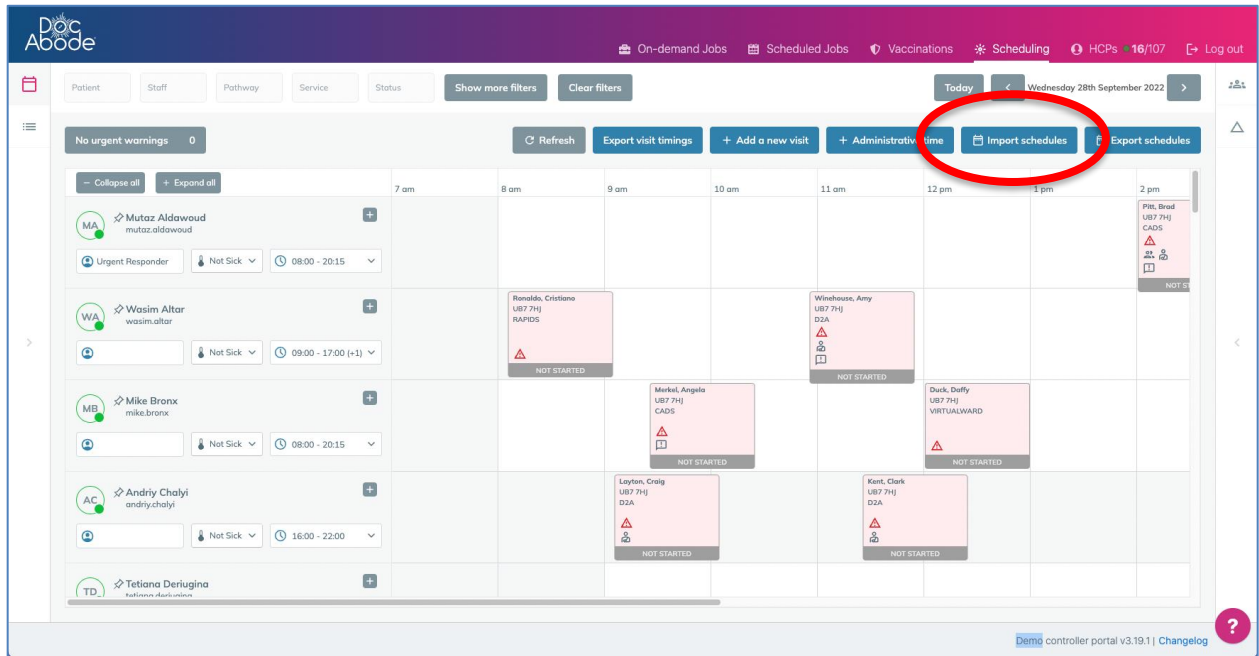 Doc
Abode
On-demand Jobs
Scheduled Jobs
Vaccinations
Scheduling
HCPs 16/107
Log out
Patient
Staff
Pathway
Service
Status
Show more filters
Clear filters
Today
Wednesday 28th September 2022
No urgent warnings 0
Refresh
Export visit timings
+ Add a new visit
+ Administrative time
Import schedules
Export schedules
− Collapse all
+ Expand all
7 am
8 am
9 am
10 am
11 am
12 pm
1 pm
2 pm
MA
Mutaz Aldawoud
mutaz.aldawoud
Urgent Responder
Not Sick
08:00 - 20:15
Pitt, Brad
UB7 7HJ
CADS
NOT ST
WA
Wasim Altar
wasim.altar
Not Sick
09:00 - 17:00 (+1)
Ronaldo, Cristiano
UB7 7HJ
RAPIDS
NOT STARTED
Winehouse, Amy
UB7 7HJ
D2A
NOT STARTED
MB
Mike Bronx
mike.bronx
Not Sick
08:00 - 20:15
Merkel, Angela
UB7 7HJ
CADS
NOT STARTED
Duck, Daffy
UB7 7HJ
VIRTUALWARD
NOT STARTED
AC
Andriy Chalyi
andriy.chalyi
Not Sick
16:00 - 22:00
Layton, Craig
UB7 7HJ
D2A
NOT STARTED
Kent, Clark
UB7 7HJ
D2A
NOT STARTED
TD
Tetiana Deriugina
tetiana.deriugina
?
Demo controller portal v3.19.1 | Changelog